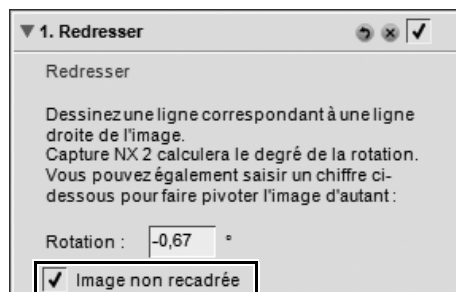 1. Redresser
Redresser
Dessinez une ligne correspondant à une ligne
droite de l'image.
Capture NX 2 calculera le degré de la rotation.
Vous pouvez également saisir un chiffre ci-
dessous pour faire pivoter l'image d'autant :
Rotation : -0,67 °
Image non recadrée